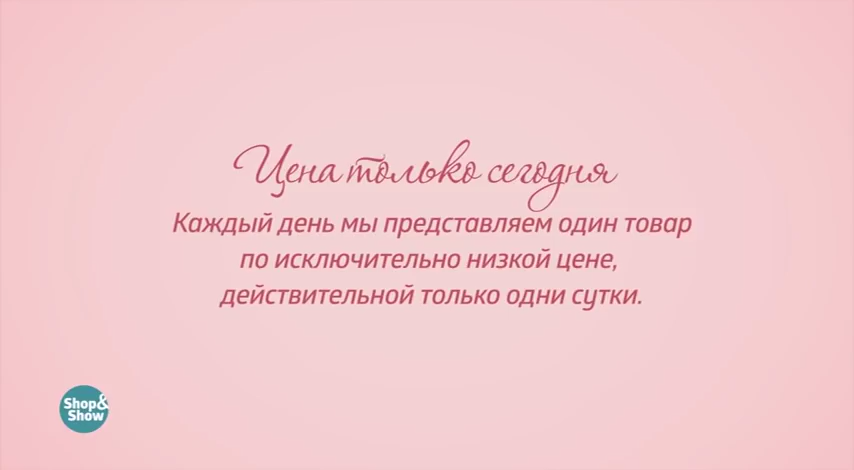 Цена только сегодня
Каждый день мы представляем один товар
по исключительно низкой цене,
действительной только одни сутки.
Shop&
Show